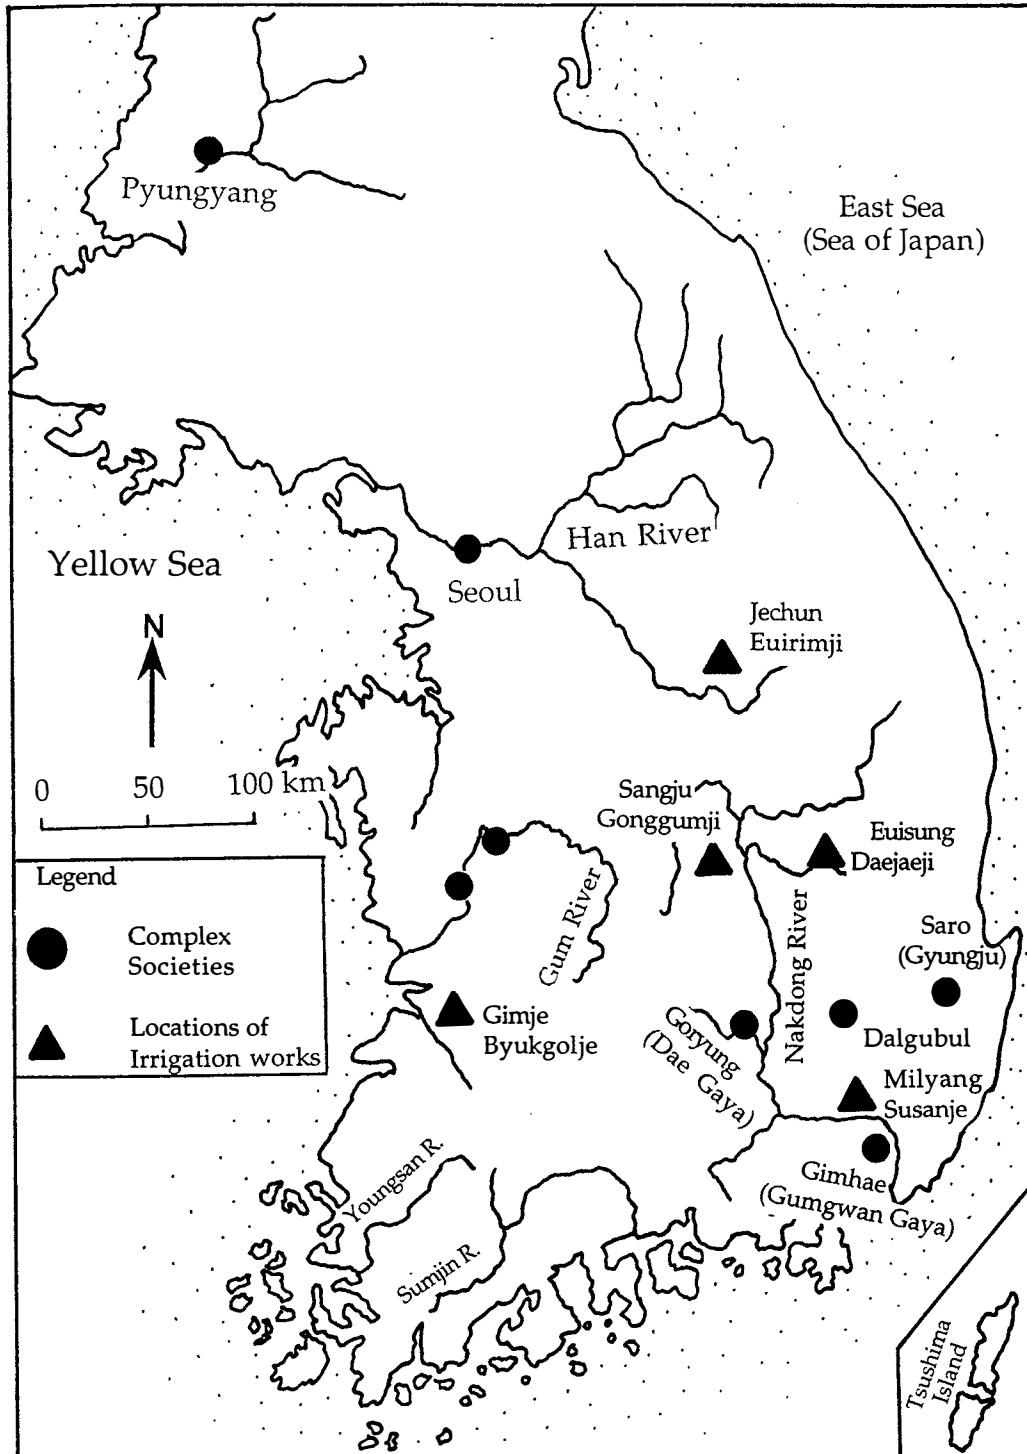 Pyungyang
East Sea
(Sea of Japan)
Han River
Yellow Sea
Seoul
N
Jechun
Euirimji
0 50 100 km
Sangju
Gonggumji
Euisung
Daejaeji
Legend
Complex
Societies
Locations of
Irrigation works
Gum River
Nakdong River
Saro
(Gyungju)
Gimje
Byukgolje
Goryung
(Dae Gaya)
Dalgubul
Milyang
Susanje
Gimhae
(Gumgwan Gaya)
Youngsan R.
Sumjin R.
Tsushima
Island